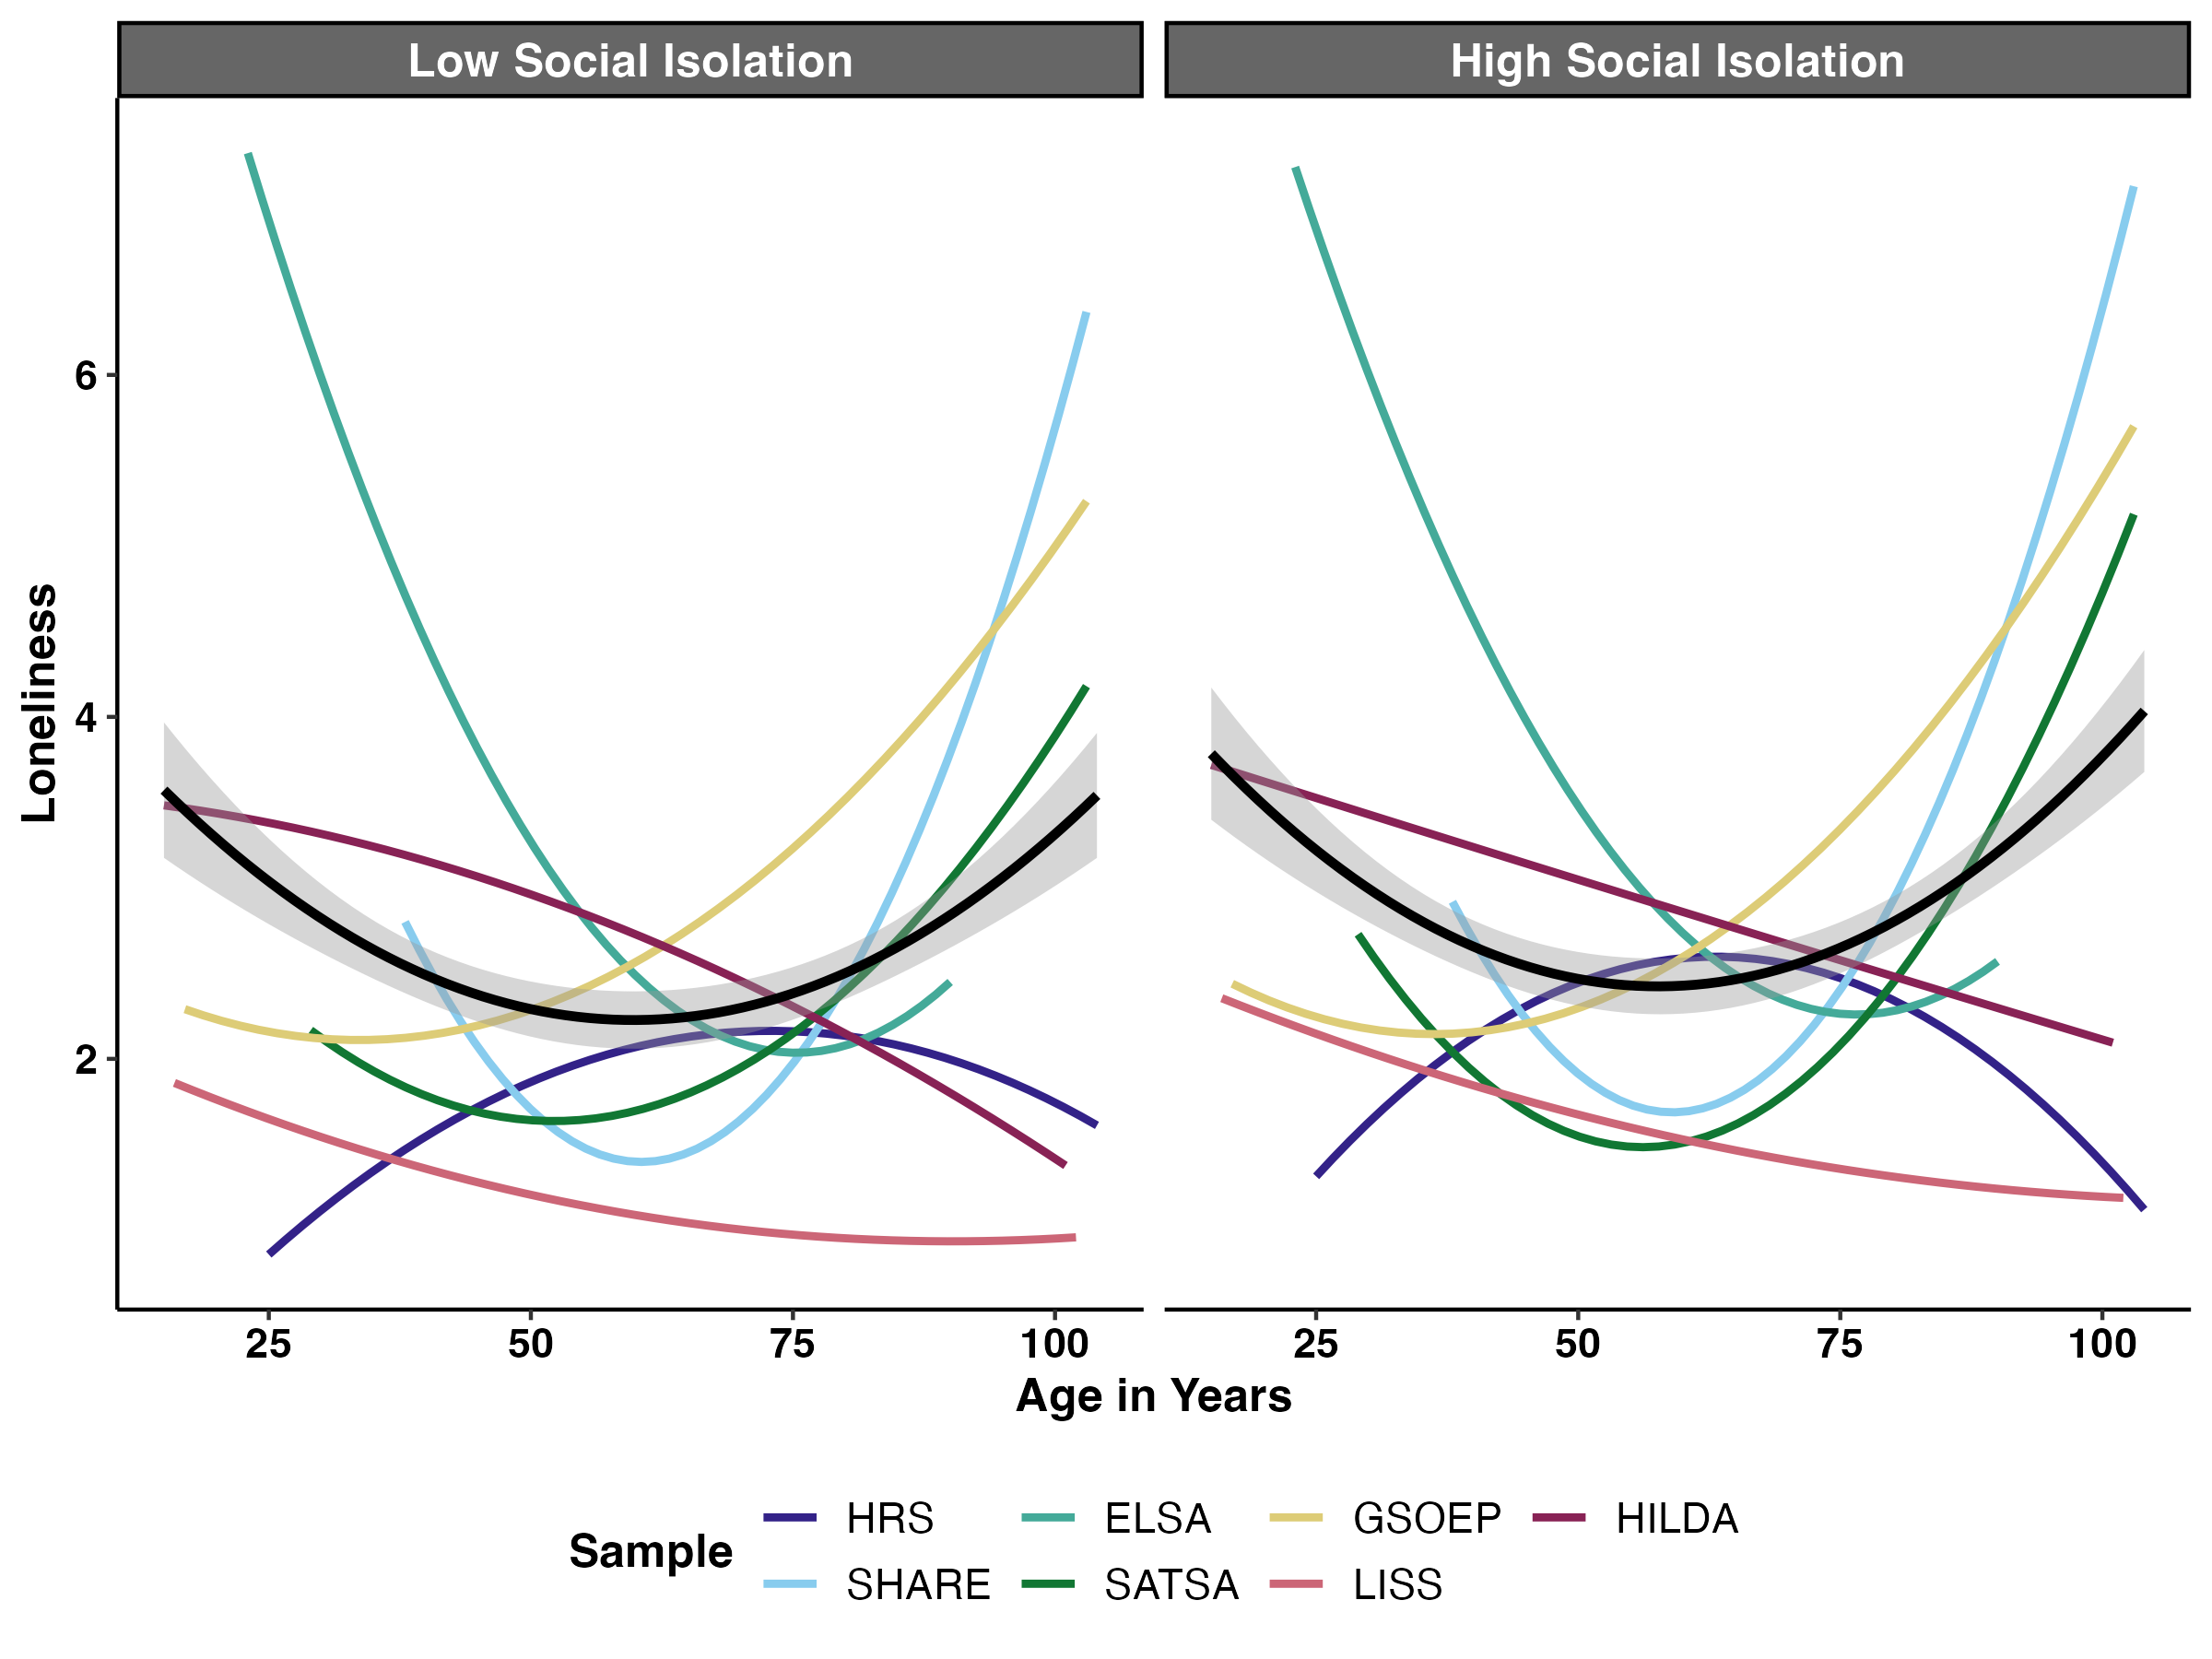 Low Social Isolation
High Social Isolation
Loneliness
6
4
2
25 50 75 100
25 50 75 100
Age in Years
Sample
HRS ELSA GSOEP HILDA
SHARE SATSA LISS